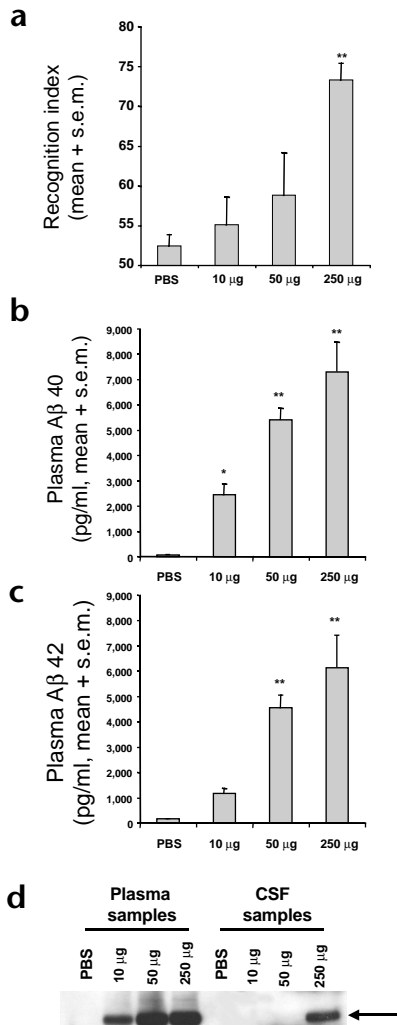 a
Recognition index
(mean + s.e.m.)
80
75
70
65
60
55
50
**
PBS
10 μg
50 μg
250 μg
b
Plasma Aβ 40
(pg/ml, mean + s.e.m.)
9,000
8,000
7,000
6,000
5,000
4,000
3,000
2,000
1,000
0
*
**
**
PBS
10 μg
50 μg
250 μg
c
Plasma Aβ 42
(pg/ml, mean + s.e.m.)
9,000
8,000
7,000
6,000
5,000
4,000
3,000
2,000
1,000
0
**
**
PBS
10 μg
50 μg
250 μg
d
Plasma
samples
CSF
samples
PBS
10 μg
50 μg
250 μg
PBS
10 μg
50 μg
250 μg